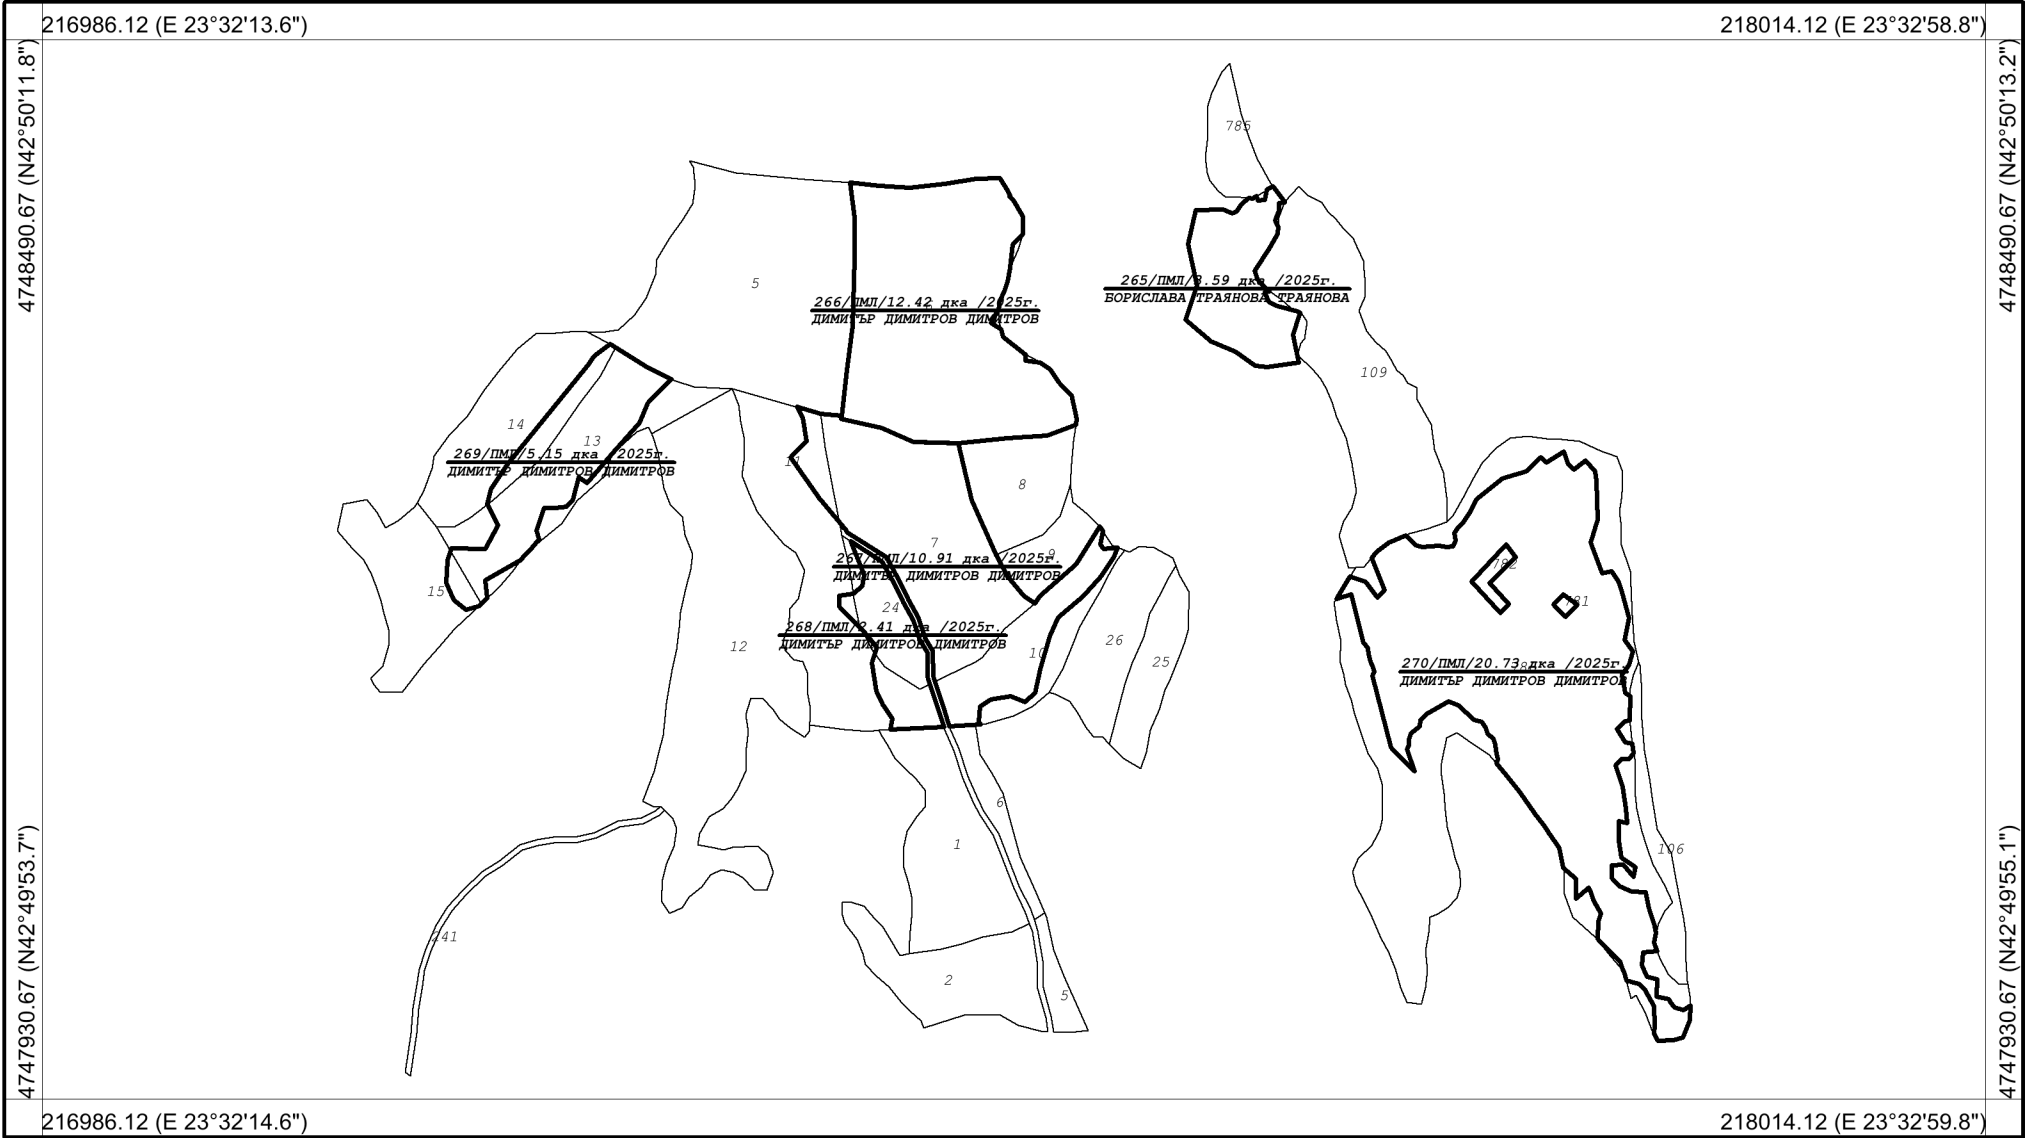 216986.12 (E 23°32'13.6")
218014.12 (E 23°32'58.8")
4748490.67 (N42°50'11.8")
4748490.67 (N42°50'13.2")
785
5
266/ПМЛ/12.42 дка /2025г.
ДИМИТЪР ДИМИТРОВ ДИМИТРОВ
265/ПМЛ/3.59 дка /2025г.
БОРИСЛАВА ТРАЯНОВА ТРАЯНОВА
109
14
13
269/ПМЛ/5.15 дка /2025г.
ДИМИТЪР ДИМИТРОВ ДИМИТРОВ
11
8
7
9
267/ПМЛ/10.91 дка /2025г.
ДИМИТЪР ДИМИТРОВ ДИМИТРОВ
782
781
15
24
268/ПМЛ/2.41 дка /2025г.
ДИМИТЪР ДИМИТРОВ ДИМИТРОВ
12
10
26
25
270/ПМЛ/20.73 дка /2025г.
ДИМИТЪР ДИМИТРОВ ДИМИТРОВ
6
1
106
241
2
5
4747930.67 (N42°49'53.7")
4747930.67 (N42°49'55.1")
216986.12 (E 23°32'14.6")
218014.12 (E 23°32'59.8")